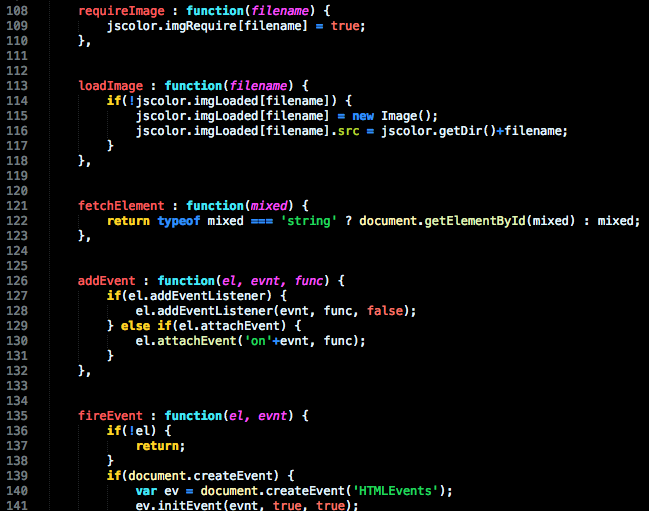 108 requireImage : function(filename) {
109 jscolor.imgRequire[filename] = true;
110 },
111
112
113 loadImage : function(filename) {
114 if(!jscolor.imgLoaded[filename]) {
115 jscolor.imgLoaded[filename] = new Image();
116 jscolor.imgLoaded[filename].src = jscolor.getDir()+filename;
117 }
118 },
119
120
121 fetchElement : function(mixed) {
122 return typeof mixed === 'string' ? document.getElementById(mixed) : mixed;
123 },
124
125
126 addEvent : function(el, evnt, func) {
127 if(el.addEventListener) {
128 el.addEventListener(evnt, func, false);
129 } else if(el.attachEvent) {
130 el.attachEvent('on'+evnt, func);
131 }
132 },
133
134
135 fireEvent : function(el, evnt) {
136 if(!el) {
137 return;
138 }
139 if(document.createEvent) {
140 var ev = document.createEvent('HTMLEvents');
141 ev.initEvent(evnt, true, true);